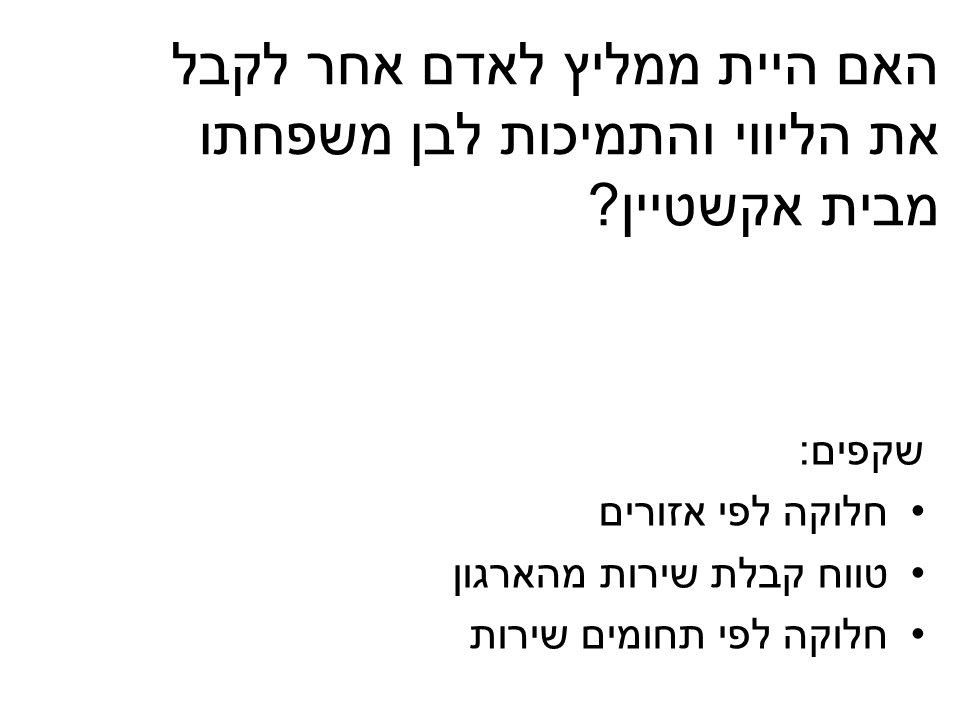 האם היית ממליץ לאדם אחר לקבל
את הליווי והתמיכות לבן משפחתו
מבית אקשטיין?
שקפים:
• חלוקה לפי אזורים
• טווח קבלת שירות מהארגון
• חלוקה לפי תחומים שירות